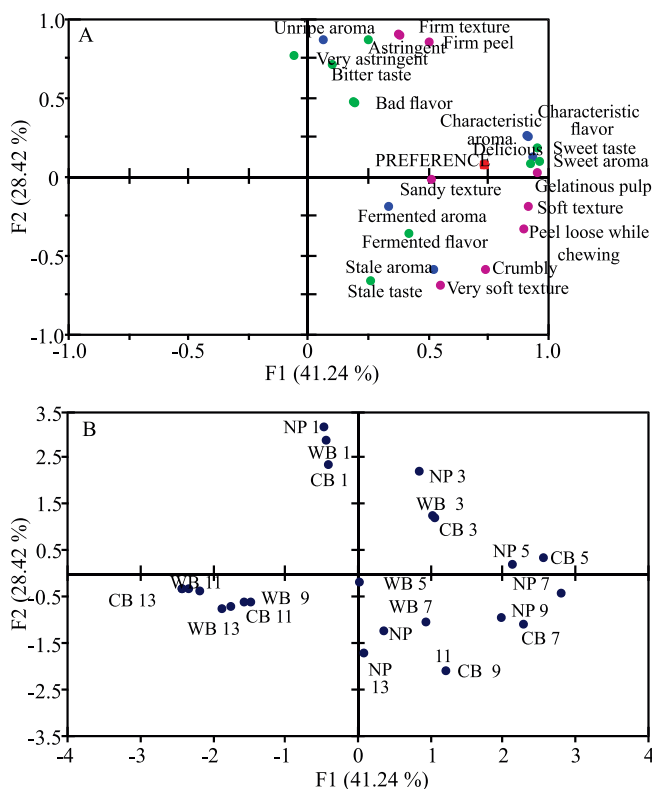 1.0
A
Unripe aroma
Firm texture
Astringent
Firm peel
Very astringent
Bitter taste
0.5
Bad flavor
Characteristic
flavor
Characteristic
aroma
Delicious
Sweet taste
PREFERENCE
Sweet aroma
0
Sandy texture
Gelatinous pulp
Fermented aroma
Soft texture
Fermented flavor
Peel loose while
chewing
-0.5
Stale aroma
Crumbly
Stale taste
Very soft texture
-1.0
-1.0
-0.5
0
0.5
1.0
F1 (41.24 %)
F2 (28.42 %)
3.5
B
NP 1
WB 1
2.5
CB 1
NP 3
1.5
WB 3
CB 3
0.5
NP 5
CB 5
WB 11
WB 5
NP 7
-0.5
CB 13
WB 9
WB 7
NP 9
CB 11
WB 13
NP
CB 7
-1.5
11
NP
13
CB 9
-2.5
-3.5
-4
-3
-2
-1
0
1
2
3
4
F1 (41.24 %)
F2 (28.42 %)